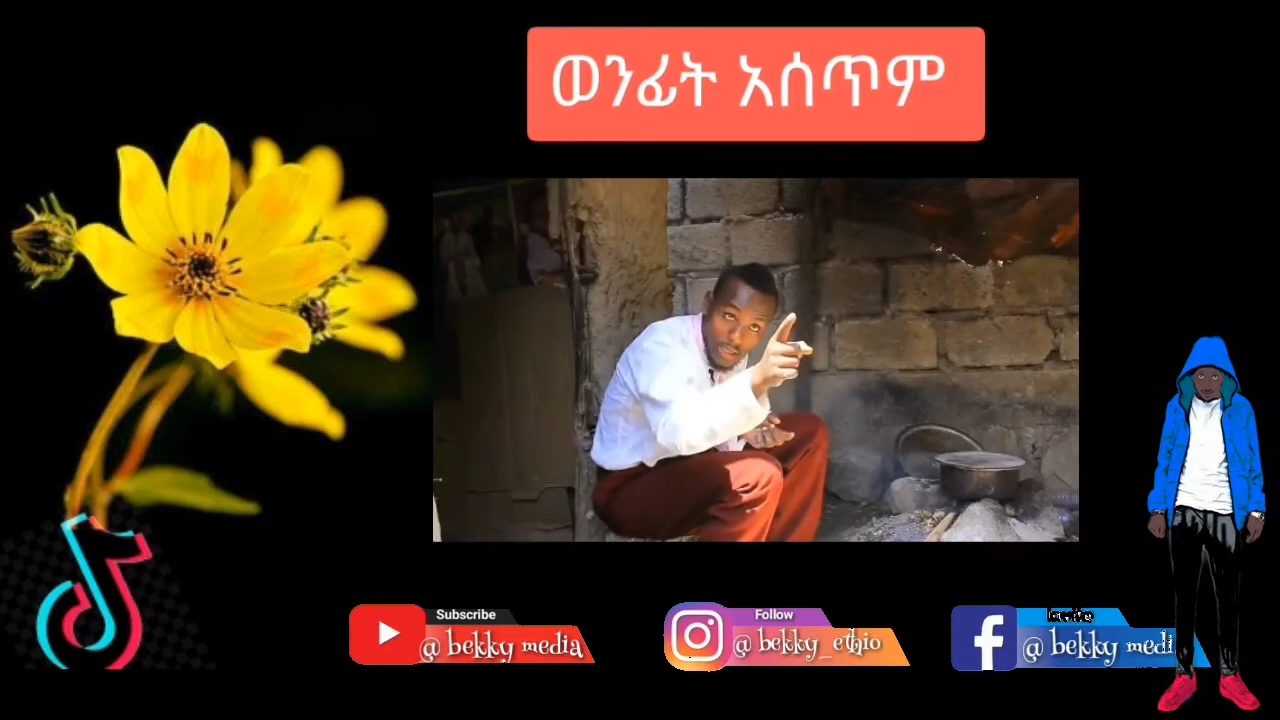 ወንፊት አሰጥም
Subscribe
@ bekky media
Follow
@ bekky_ethio
@ bekky medi